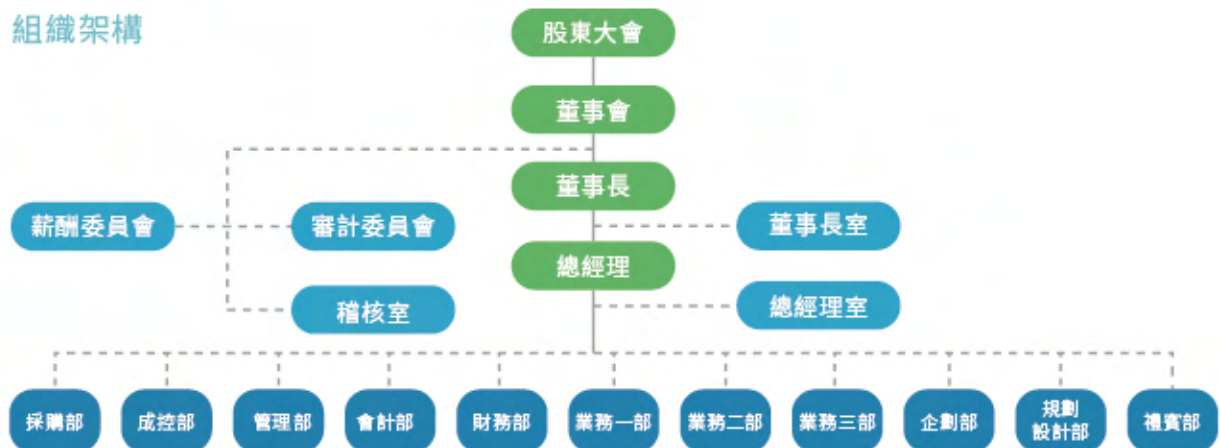 組織架構
股東大會
董事會
董事長
薪酬委員會
審計委員會
董事長室
總經理
稽核室
總經理室
採購部
成控部
管理部
會計部
財務部
業務一部
業務二部
業務三部
企劃部
規劃
設計部
禮賓部